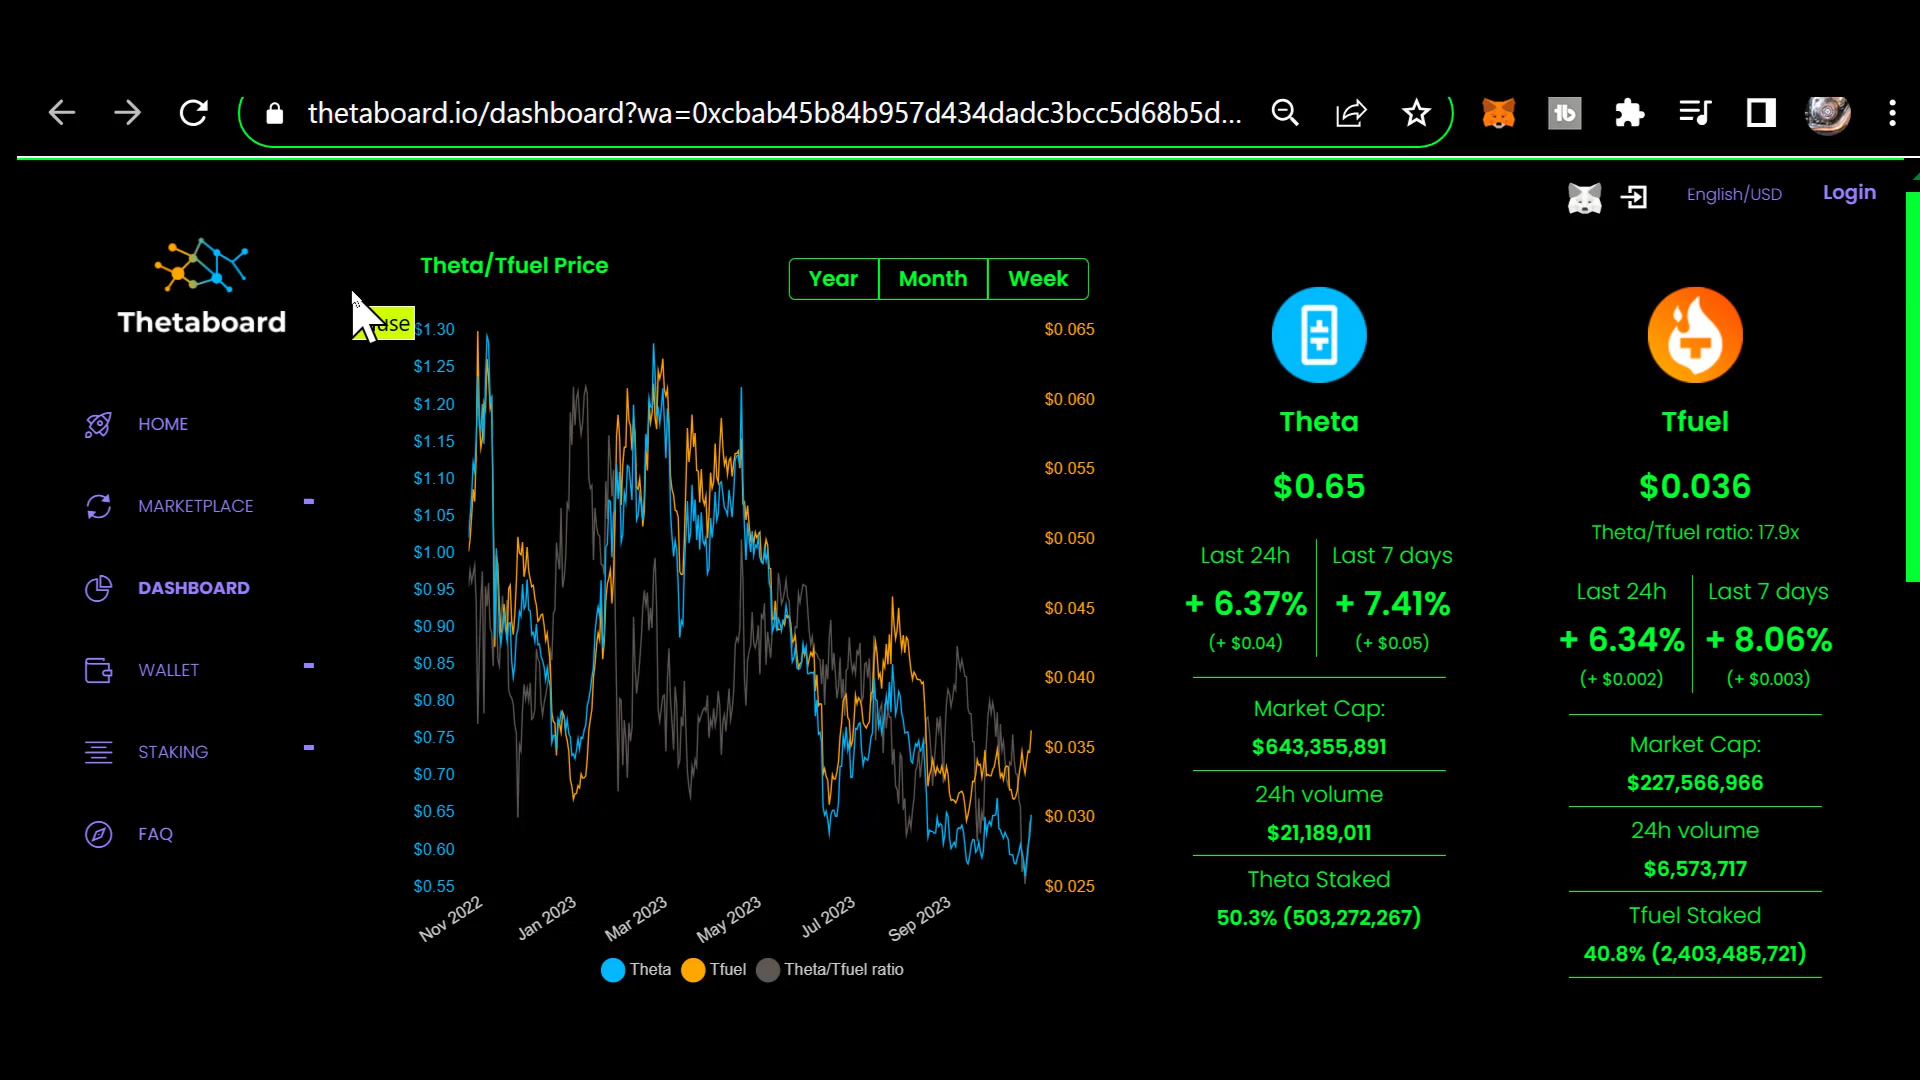 thetaboard.io/dashboard?wa=0xcbab45b84b957d434dadc3bcc5d68b5d...
English/USD
Login
Thetaboard
HOME
MARKETPLACE
DASHBOARD
WALLET
STAKING
FAQ
Theta/Tfuel Price
Year
Month
Week
$1.30
$1.25
$1.20
$1.15
$1.10
$1.05
$1.00
$0.95
$0.90
$0.85
$0.80
$0.75
$0.70
$0.65
$0.60
$0.55
$0.065
$0.060
$0.055
$0.050
$0.045
$0.040
$0.035
$0.030
$0.025
Nov 2022
Jan 2023
Mar 2023
May 2023
Jul 2023
Sep 2023
Theta
Tfuel
Theta/Tfuel ratio
Theta
$0.65
Last 24h
+ 6.37%
(+ $0.04)
Last 7 days
+ 7.41%
(+ $0.05)
Market Cap:
$643,355,891
24h volume
$21,189,011
Theta Staked
50.3% (503,272,267)
Tfuel
$0.036
Theta/Tfuel ratio: 17.9x
Last 24h
+ 6.34%
(+ $0.002)
Last 7 days
+ 8.06%
(+ $0.003)
Market Cap:
$227,566,966
24h volume
$6,573,717
Tfuel Staked
40.8% (2,403,485,721)